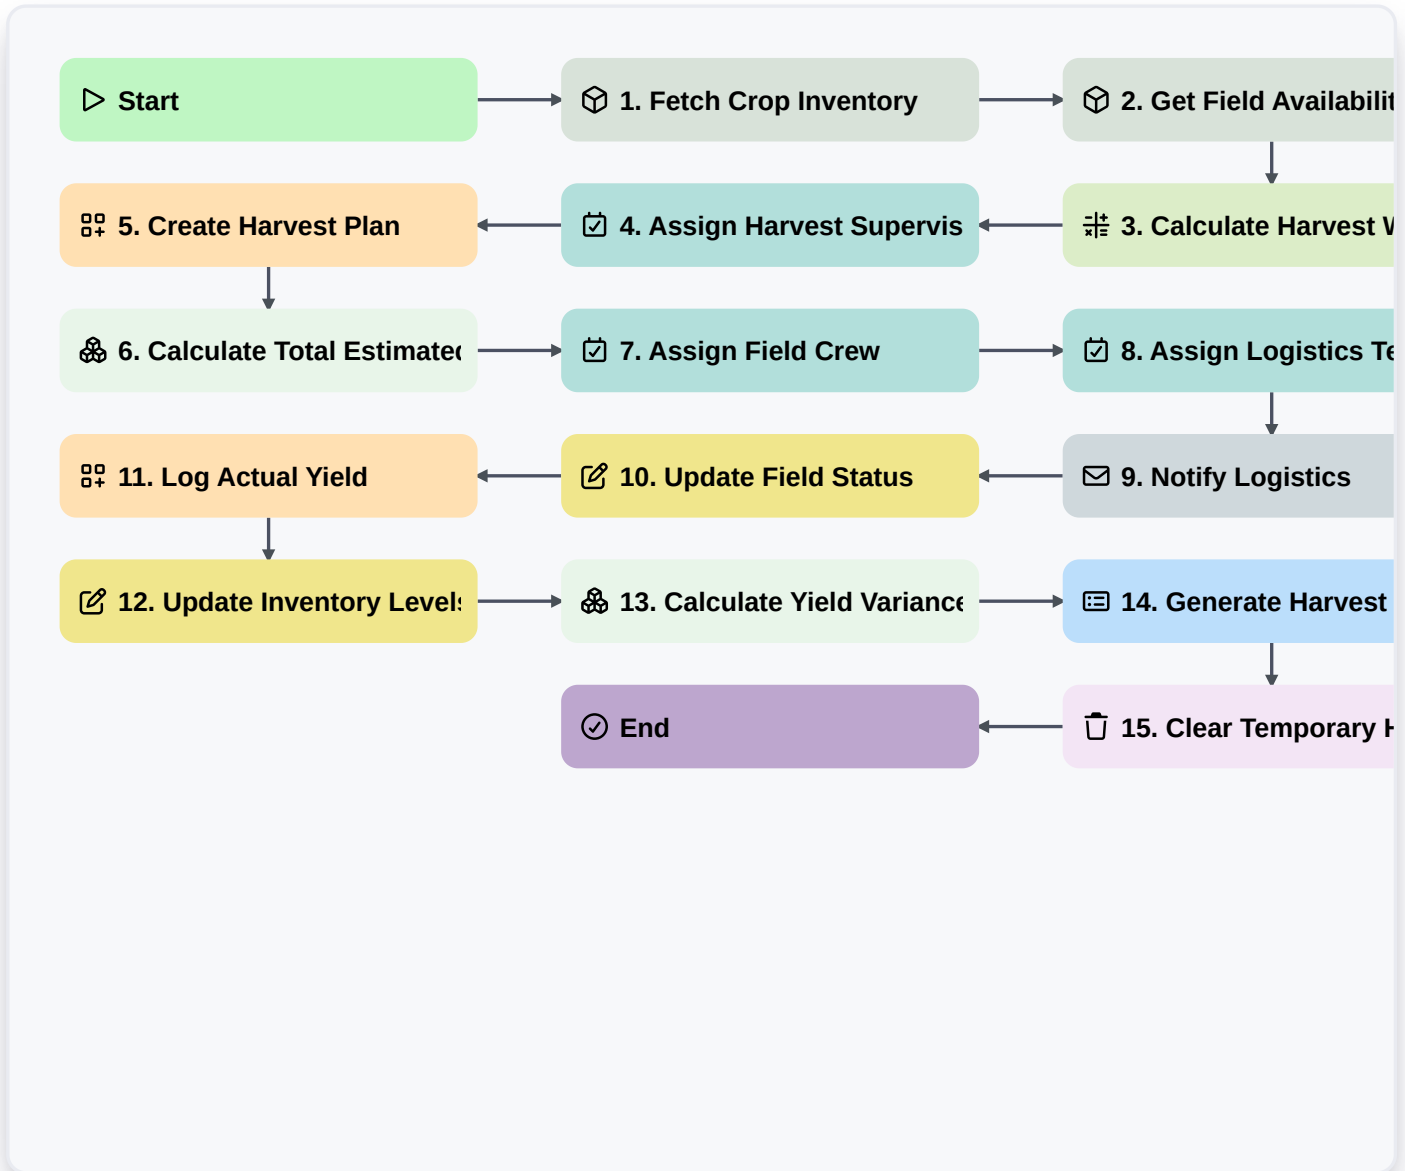 Start
1. Fetch Crop Inventory
2. Get Field Availabilit
5. Create Harvest Plan
4. Assign Harvest Supervis
3. Calculate Harvest
6. Calculate Total Estimated
7. Assign Field Crew
8. Assign Logistics Te
11. Log Actual Yield
10. Update Field Status
9. Notify Logistics
12. Update Inventory Levels
13. Calculate Yield Variance
14. Generate Harvest
End
15. Clear Temporary